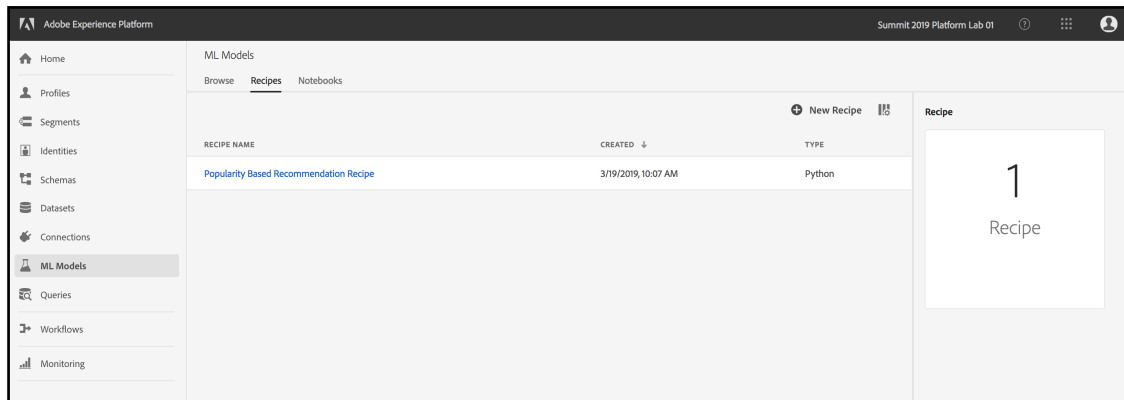 Adobe Experience Platform
Summit 2019 Platform Lab 01
Home
Profiles
Segments
Identities
Schemas
Datasets
Connections
ML Models
Queries
Workflows
Monitoring
ML Models
Browse Recipes Notebooks
New Recipe
RECIPE NAME CREATED ↓ TYPE
Popularity Based Recommendation Recipe 3/19/2019, 10:07 AM Python
Recipe
1
Recipe